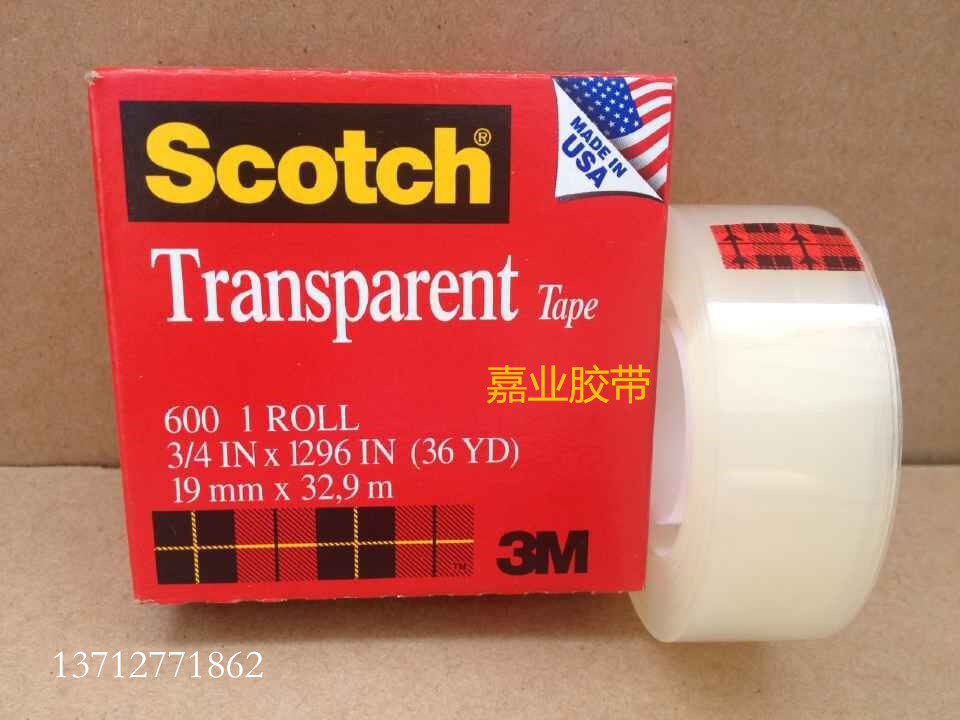 Scotch®
MADE IN
USA
Transparent Tape
嘉业胶带
600 1 ROLL
3/4 IN x 1296 IN (36 YD)
19 mm x 32,9 m
TM
3M
13712771862